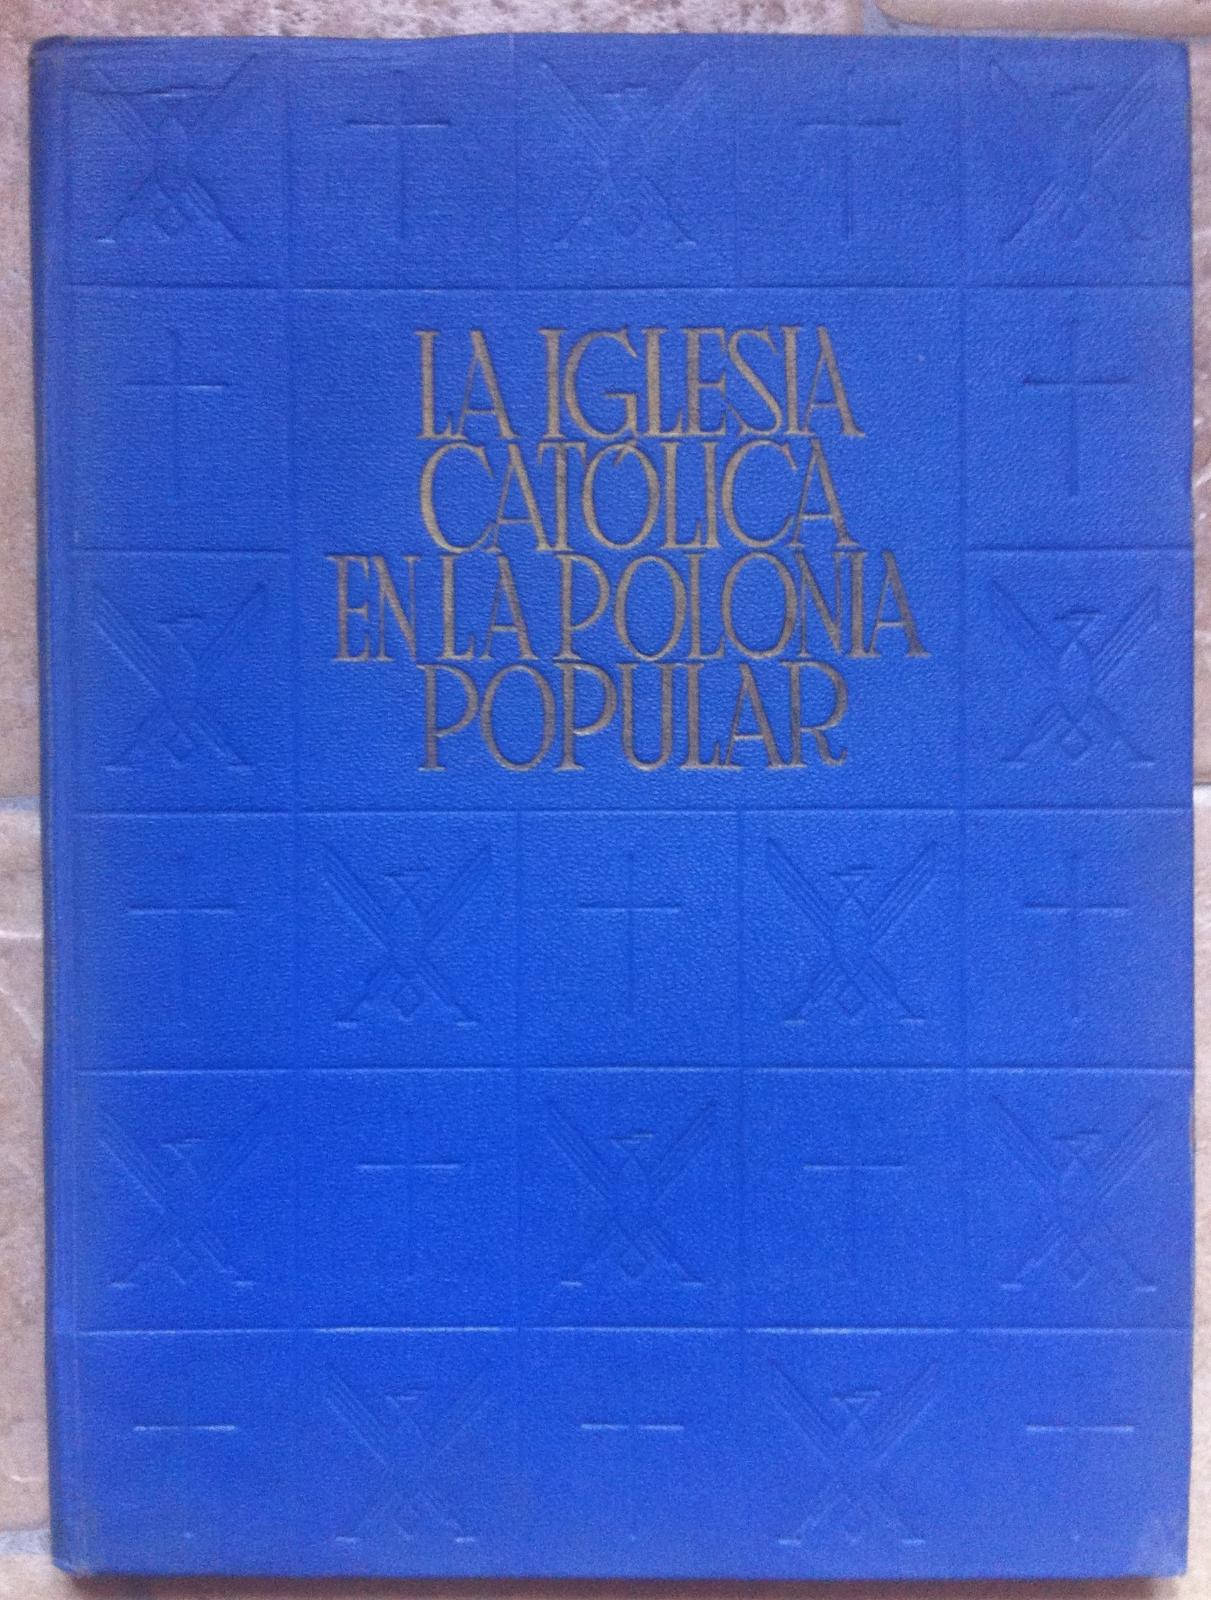 LA IGLESIA
CATÓLICA
EN LA POLONIA
POPULAR